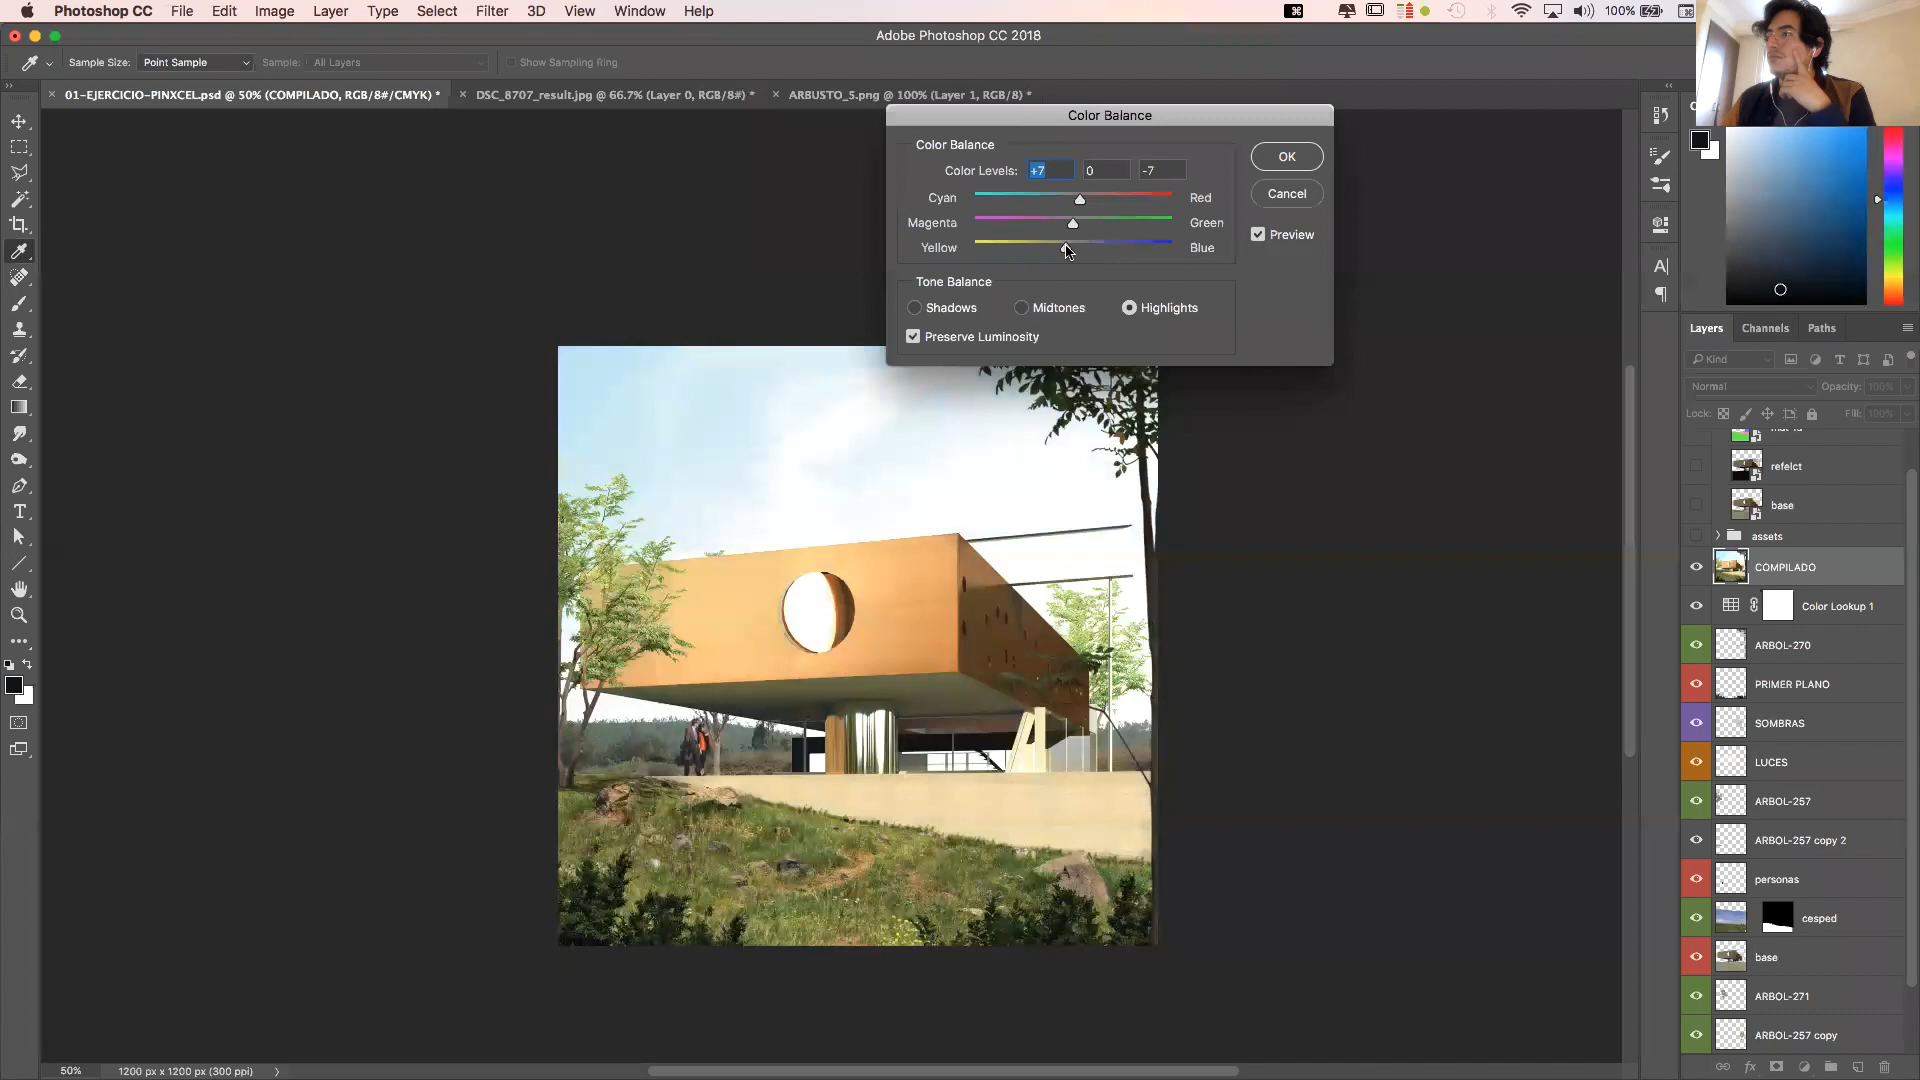 Photoshop CC File Edit Image Layer Type Select Filter 3D View Window Help 100%
Adobe Photoshop CC 2018
Sample Size: Point Sample Sample: All Layers Show Sampling Ring
01-EJERCICIO-PINXCEL.psd @ 50% (COMPILADO, RGB/8#/CMYK) * DSC_8707_result.jpg @ 66.7% (Layer 0, RGB/8#) * ARBUSTO_5.png @ 100% (Layer 1, RGB/8) *
Color Balance
Color Balance
Color Levels: +7 0 -7
OK
Cyan Red
Cancel
Magenta Green
Preview
Yellow Blue
Tone Balance
Shadows Midtones Highlights
Preserve Luminosity
Layers Channels Paths
Kind
Normal Opacity: 100%
Lock: Fill: 100%
refelct
base
assets
COMPILADO
Color Lookup 1
ARBOL-270
PRIMER PLANO
SOMBRAS
LUCES
ARBOL-257
ARBOL-257 copy 2
personas
cesped
base
ARBOL-271
ARBOL-257 copy
50% 1200 px x 1200 px (300 ppi)